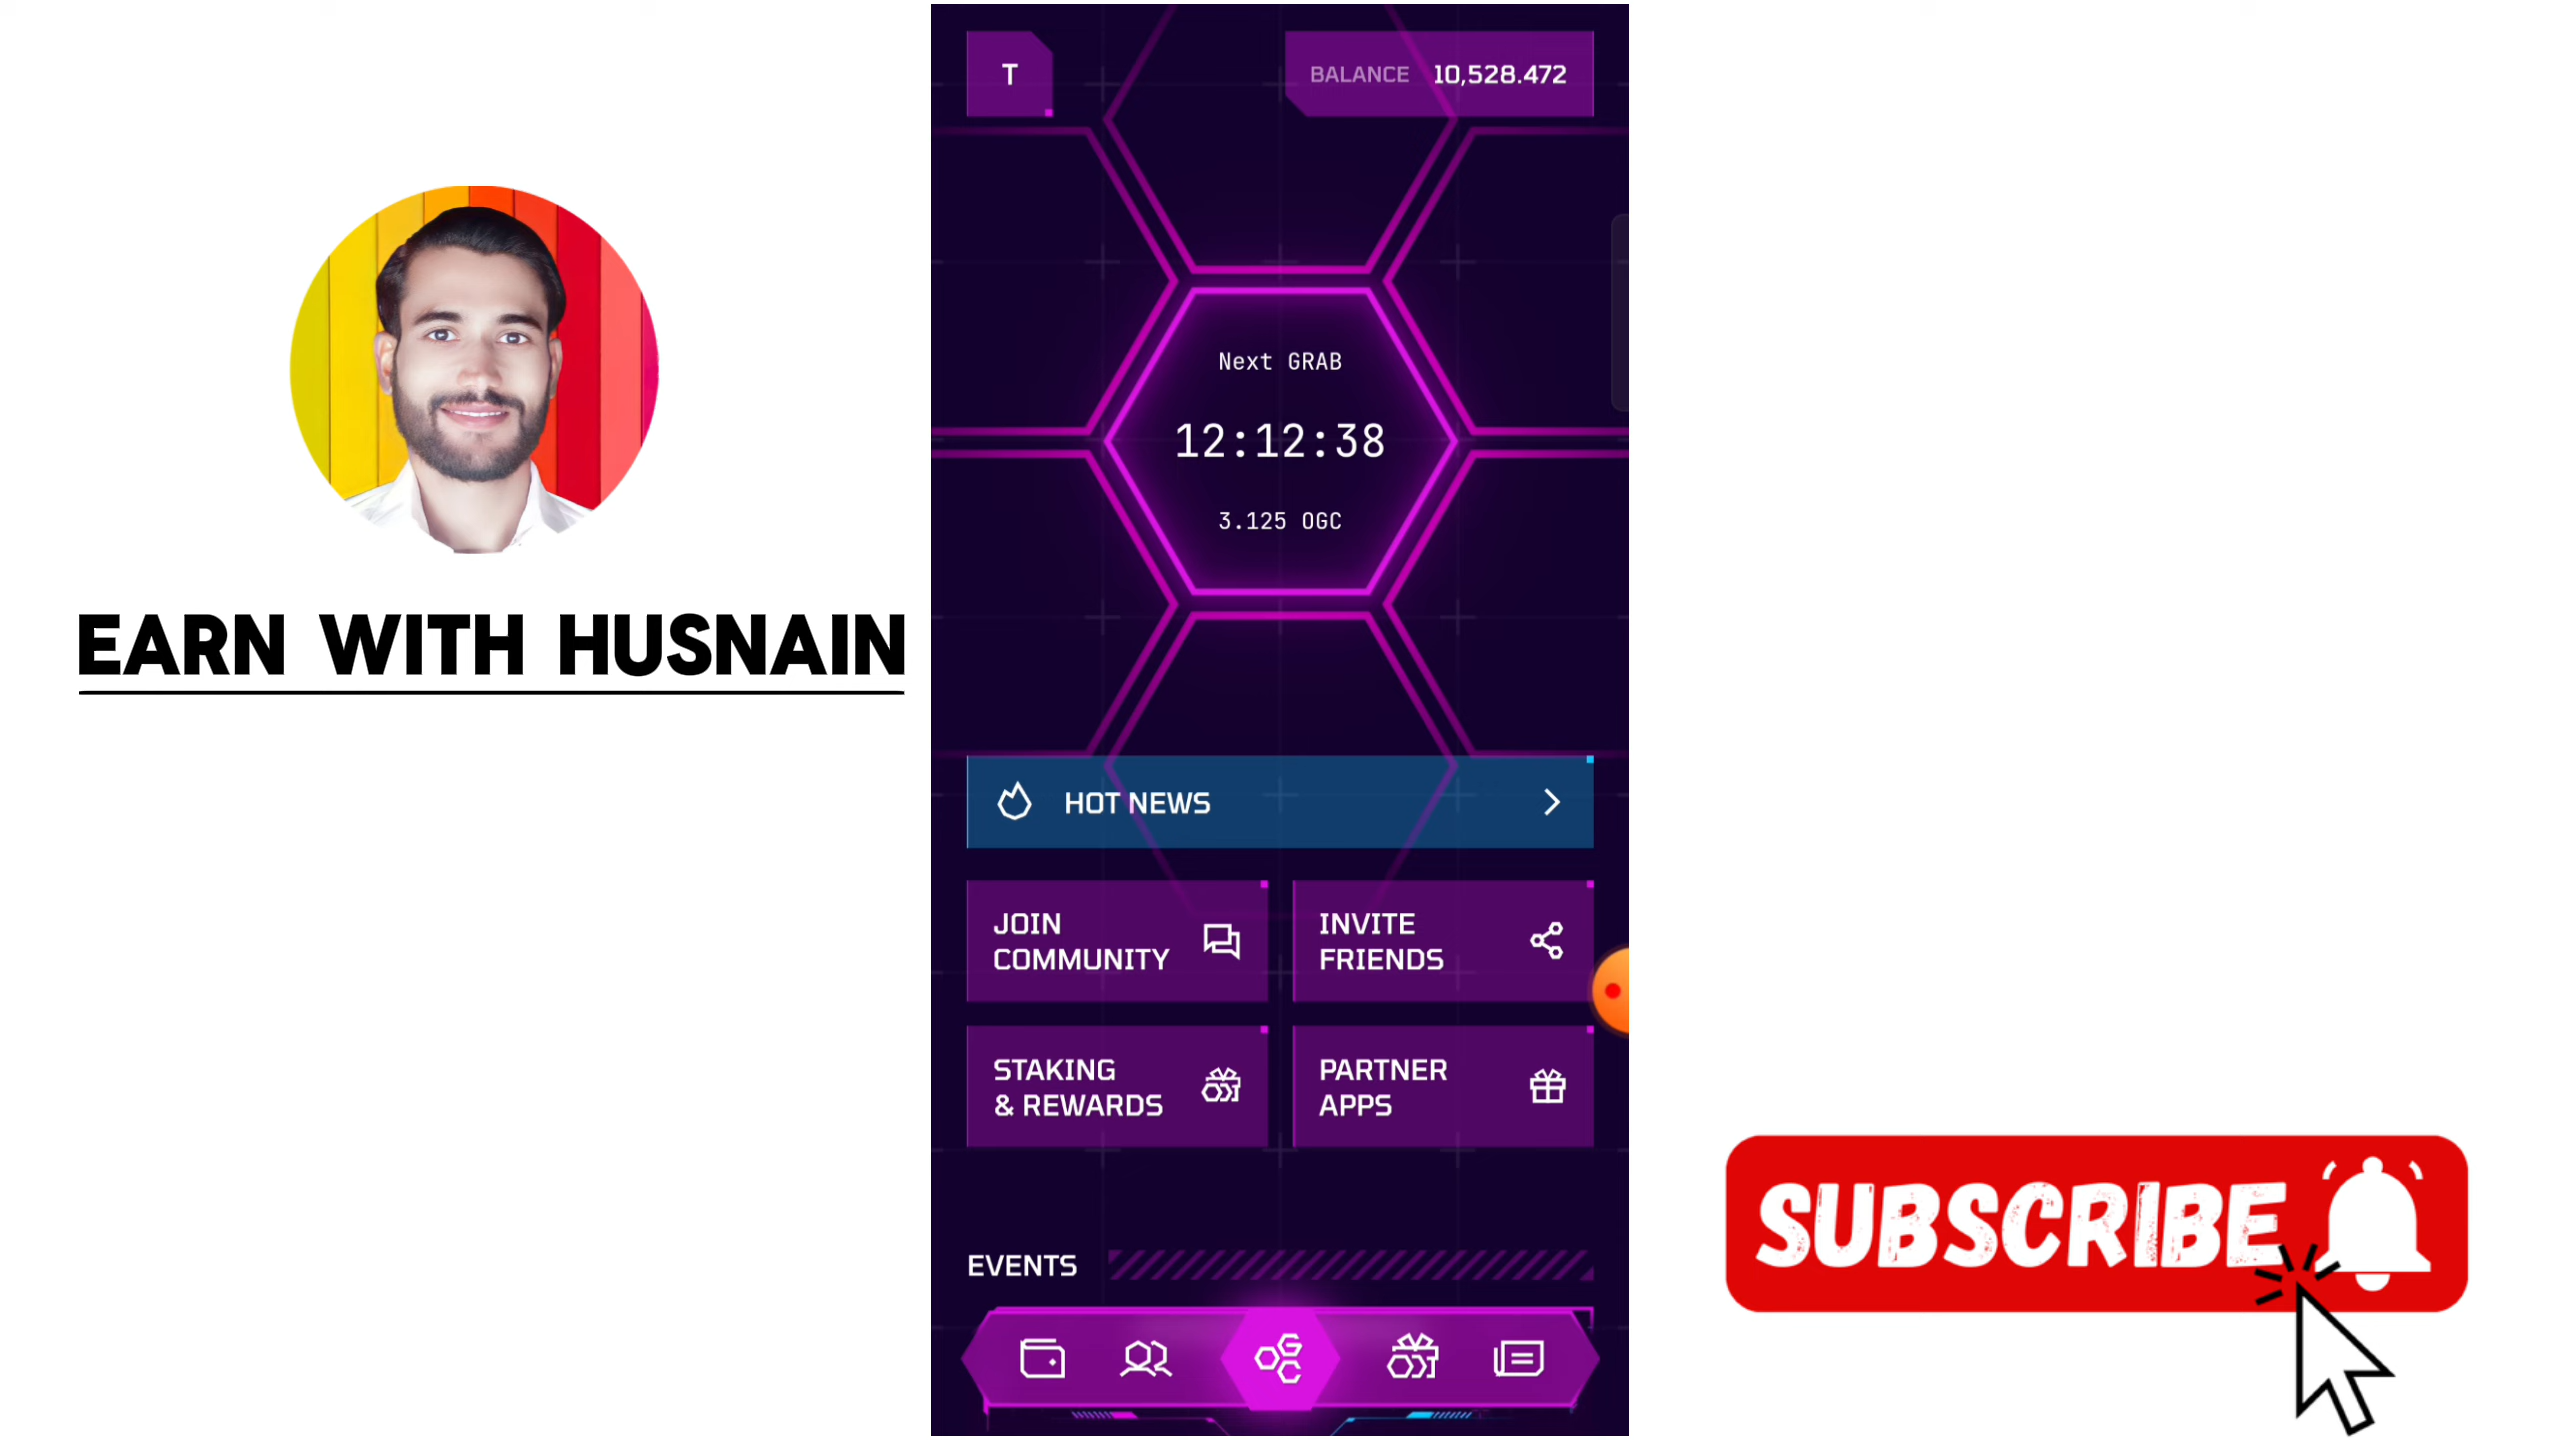 T
BALANCE 10,528.472
Next GRAB
12:12:38
3.125 OGC
EARN WITH HUSNAIN
HOT NEWS
JOIN
COMMUNITY
INVITE
FRIENDS
STAKING
& REWARDS
PARTNER
APPS
SUBSCRIBE
EVENTS
OGC